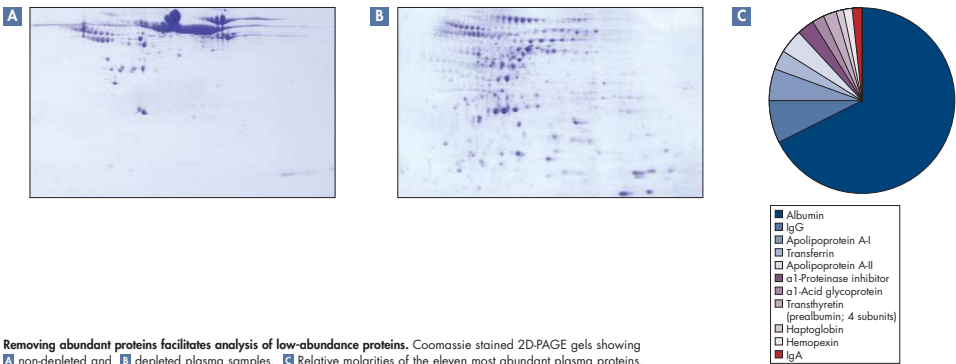 A
B
C
Albumin
IgG
Apolipoprotein A-I
Transferrin
Apolipoprotein A-II
α1-Proteinase inhibitor
α1-Acid glycoprotein
Transthyretin
(prealbumin; 4 subunits)
Haptoglobin
Hemopexin
IgA
Removing abundant proteins facilitates analysis of low-abundance proteins. Coomassie stained 2D-PAGE gels showing
A non-depleted and B depleted plasma samples. C Relative molarities of the eleven most abundant plasma proteins.